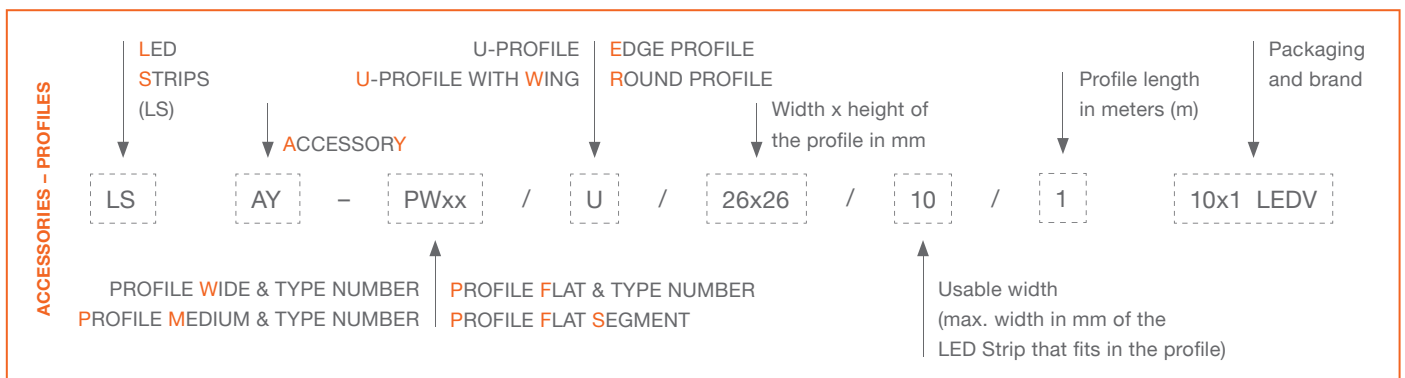 ACCESSORIES – PROFILES
LED
STRIPS
(LS)
ACCESSORY
U-PROFILE
U-PROFILE WITH WING
EDGE PROFILE
ROUND PROFILE
Width x height of
the profile in mm
Profile length
in meters (m)
Packaging
and brand
LS AY – PWxx / U / 26x26 / 10 / 1 10x1 LEDV
PROFILE WIDE & TYPE NUMBER
PROFILE MEDIUM & TYPE NUMBER
PROFILE FLAT & TYPE NUMBER
PROFILE FLAT SEGMENT
Usable width
(max. width in mm of the
LED Strip that fits in the profile)